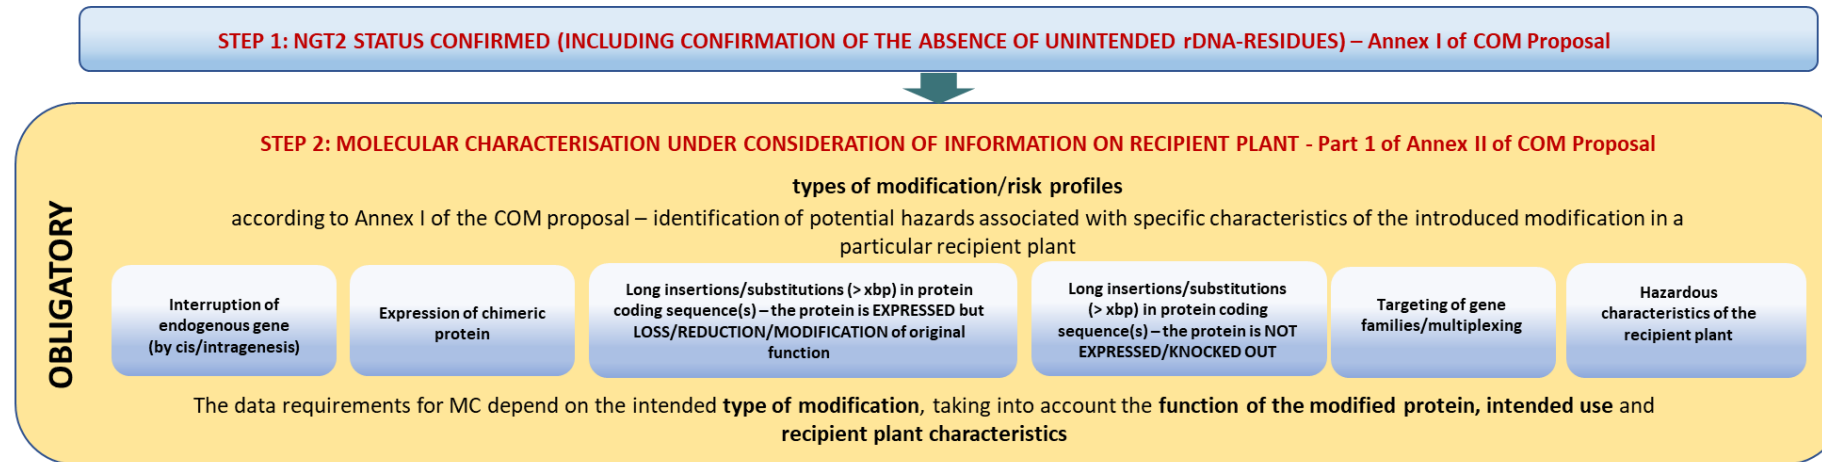 STEP 1: NGT2 STATUS CONFIRMED (INCLUDING CONFIRMATION OF THE ABSENCE OF UNINTENDED rDNA-RESIDUES) – Annex I of COM Proposal
OBLIGATORY
STEP 2: MOLECULAR CHARACTERISATION UNDER CONSIDERATION OF INFORMATION ON RECIPIENT PLANT - Part 1 of Annex II of COM Proposal
types of modification/risk profiles
according to Annex I of the COM proposal – identification of potential hazards associated with specific characteristics of the introduced modification in a
particular recipient plant
Interruption of
endogenous gene
(by cis/intragenesis)
Expression of chimeric
protein
Long insertions/substitutions (> xbp) in protein
coding sequence(s) – the protein is EXPRESSED but
LOSS/REDUCTION/MODIFICATION of original
function
Long insertions/substitutions
(> xbp) in protein coding
sequence(s) – the protein is NOT
EXPRESSED/KNOCKED OUT
Targeting of gene
families/multiplexing
Hazardous
characteristics of the
recipient plant
The data requirements for MC depend on the intended type of modification, taking into account the function of the modified protein, intended use and
recipient plant characteristics